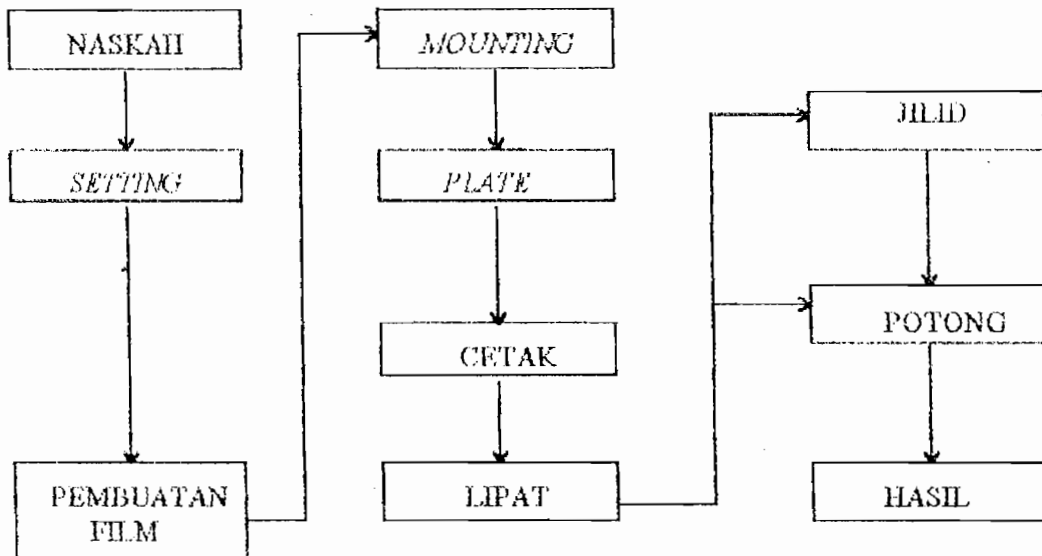 NASKAH
SETTING
PEMBUATAN
FILM
MOUNTING
PLATE
CETAK
LIPAT
JILID
POTONG
HASIL